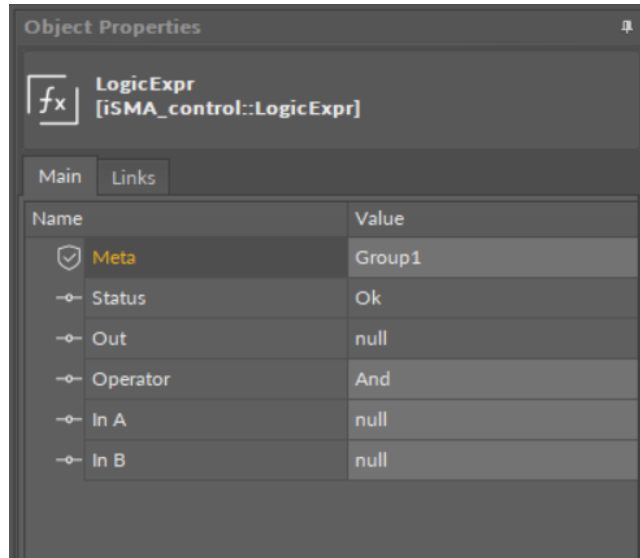 Object Properties
fx
LogicExpr
[iSMA_control::LogicExpr]
Main Links
Name Value
Meta Group1
Status Ok
Out null
Operator And
In A null
In B null